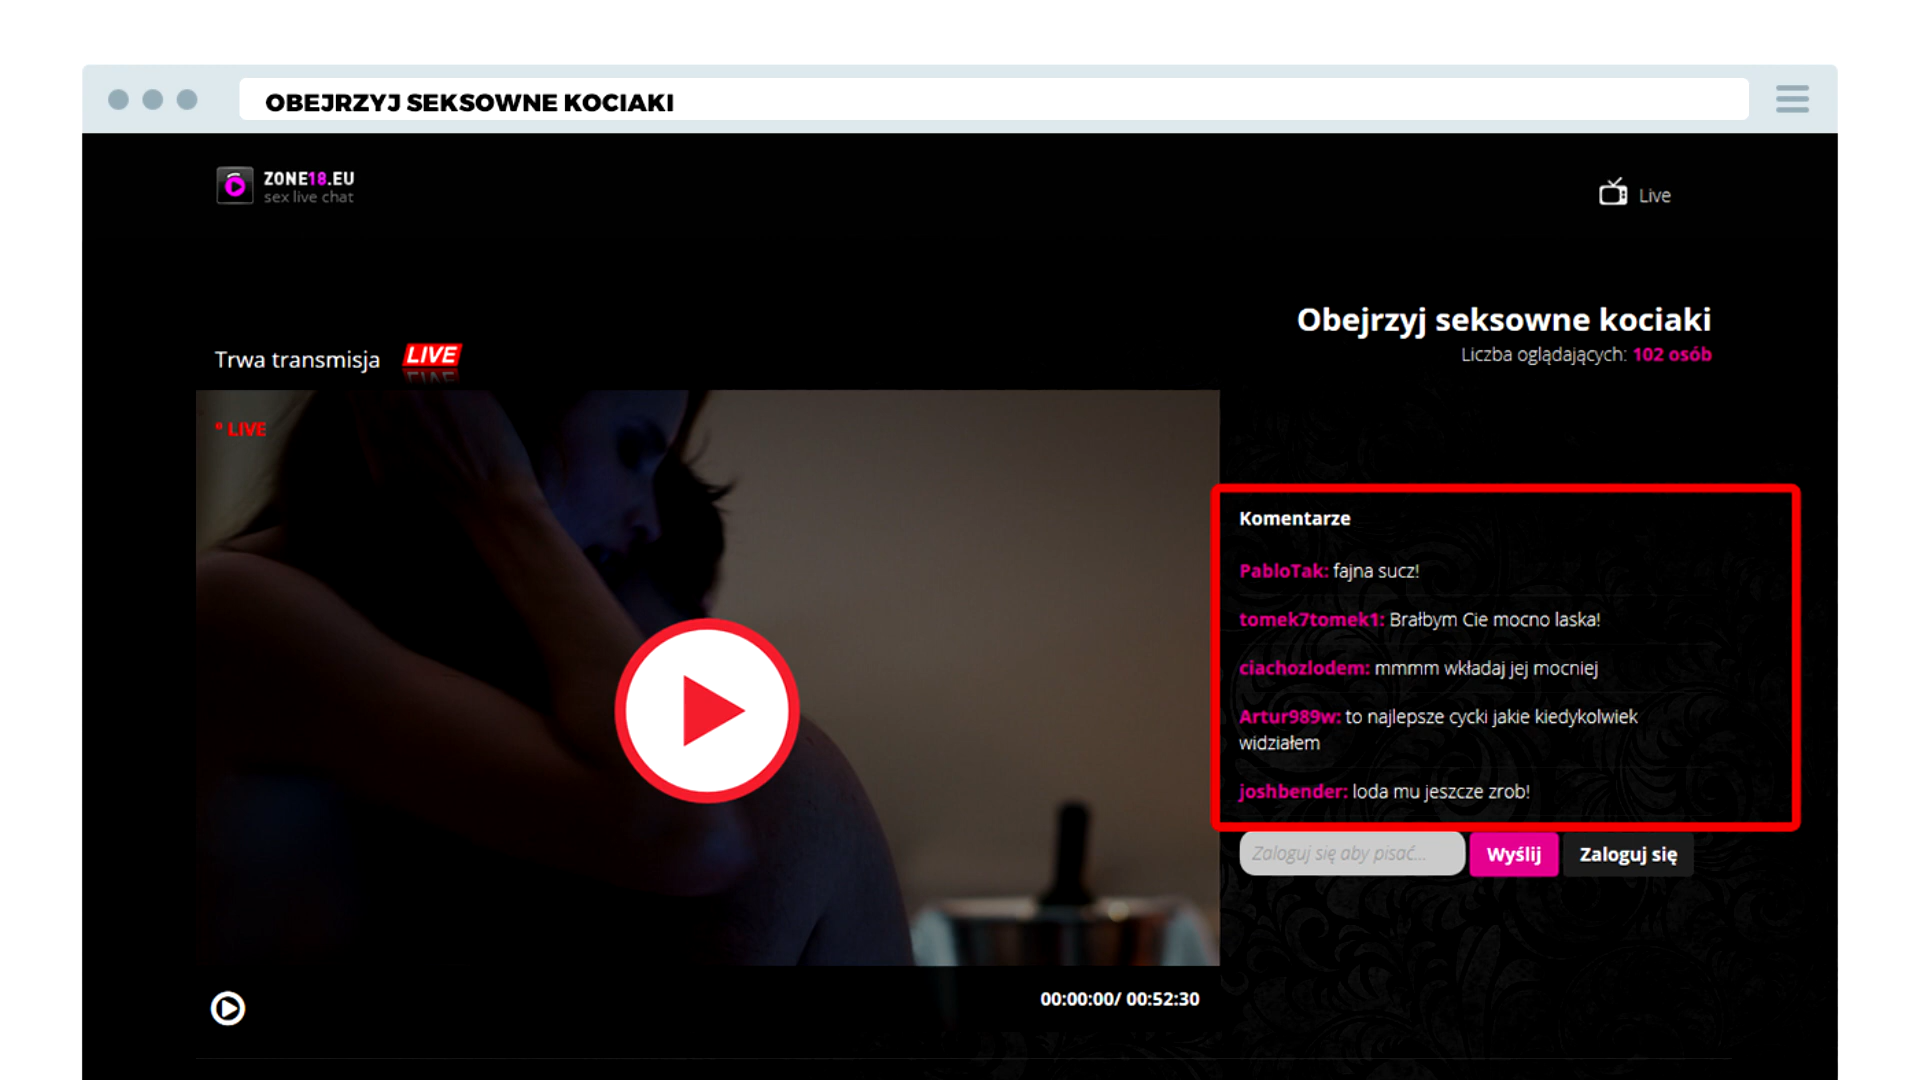 OBEJRZYJ SEKSOWNE KOCIAKI
ZONE18.EU
sex live chat
Live
Obejrzyj seksowne kociaki
Liczba oglądających: 102 osób
Trwa transmisja LIVE
* LIVE
Komentarze
PabloTak: fajna sucz!
tomek7tomek1: Brałbym Cie mocno laska!
ciachozlodem: mmmm wkładaj jej mocniej
Artur989w: to najlepsze cycki jakie kiedykolwiek
widziałem
joshbender: loda mu jeszcze zrob!
Zaloguj się aby pisać... Wyślij Zaloguj się
00:00:00/ 00:52:30